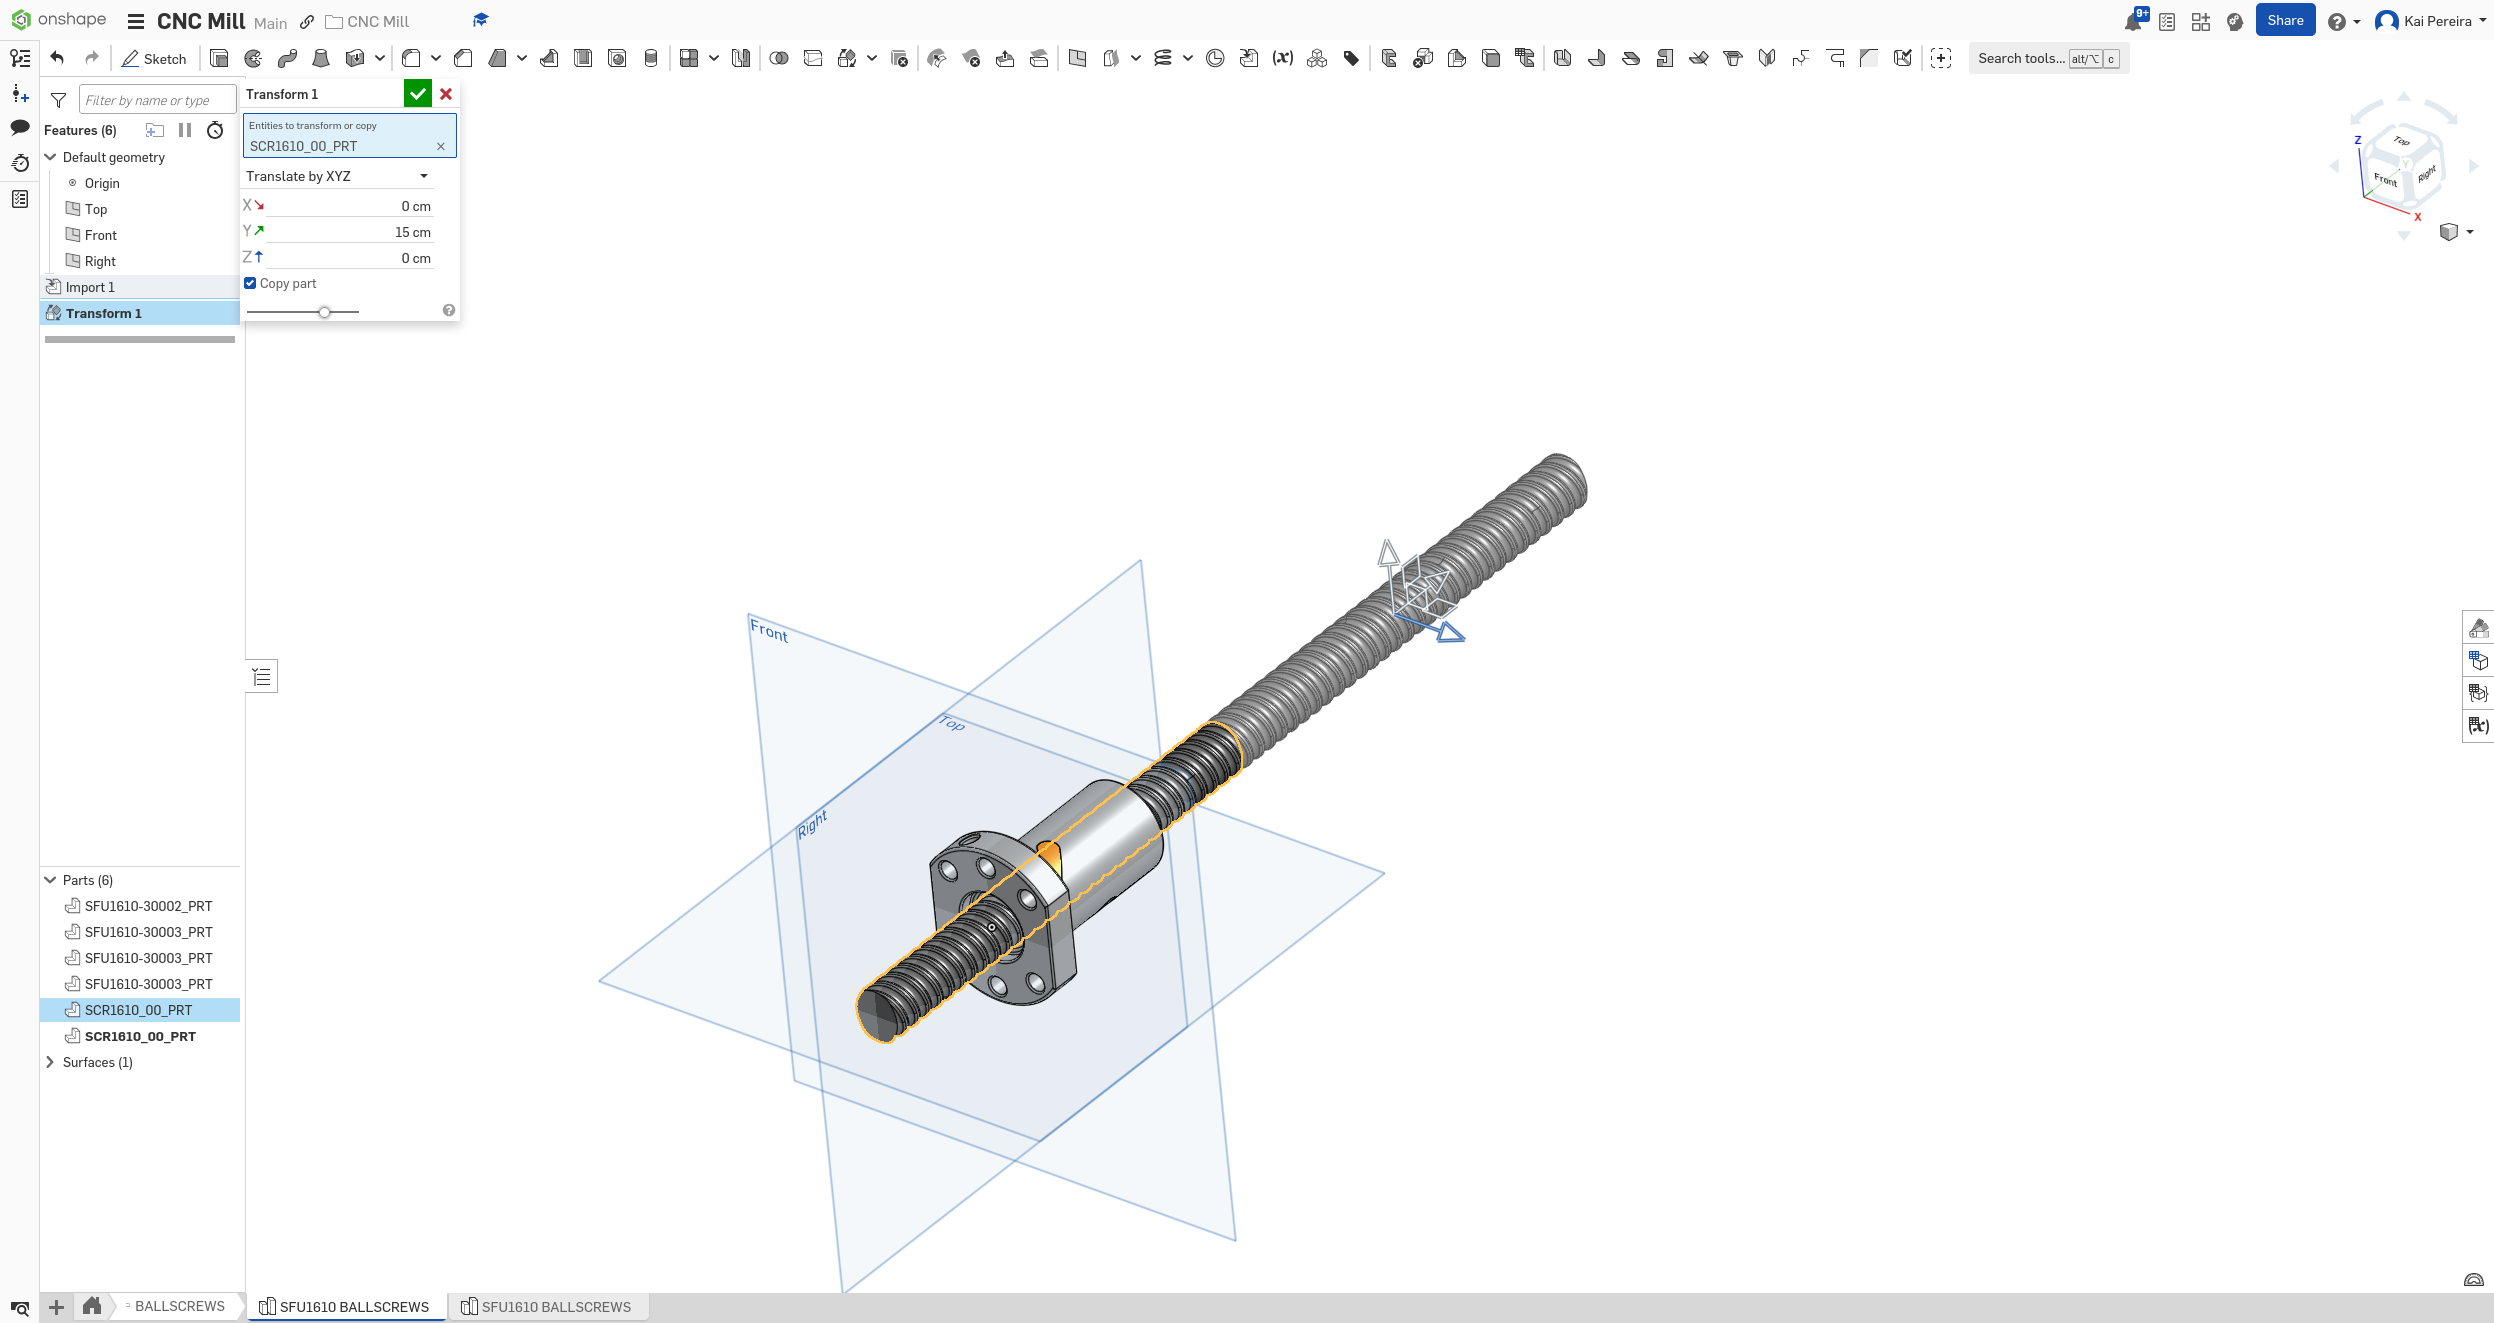 onshape CNC Mill Main CNC Mill 9+ Share Kai Pereira
Sketch (x) Search tools... alt/⌥ c
Filter by name or type
Features (6)
Default geometry
Origin
Top
Front
Right
Import 1
Transform 1
Transform 1
Entities to transform or copy
SCR1610_00_PRT
Translate by XYZ
X 0 cm
Y 15 cm
Z 0 cm
Copy part
Z
Top
Y
Front
Right
X
Front
Top
Right
(x)
Parts (6)
SFU1610-30002_PRT
SFU1610-30003_PRT
SFU1610-30003_PRT
SFU1610-30003_PRT
SCR1610_00_PRT
SCR1610_00_PRT
Surfaces (1)
BALLSCREWS SFU1610 BALLSCREWS SFU1610 BALLSCREWS